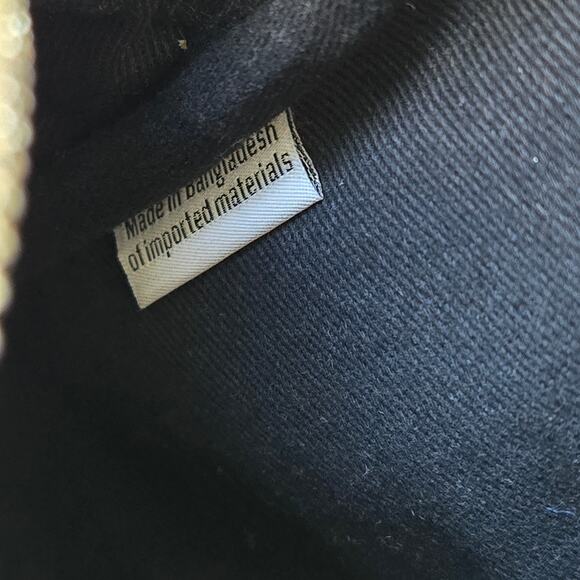 Made in Bangladesh
of imported materials